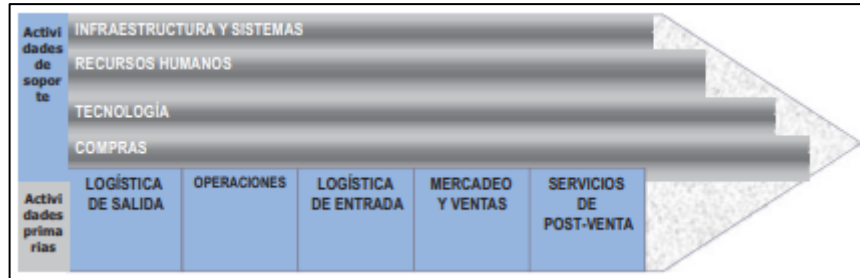 Activi
dades
de
sopor
te
INFRAESTRUCTURA Y SISTEMAS
RECURSOS HUMANOS
TECNOLOGÍA
COMPRAS
Activi
dades
prima
rias
LOGÍSTICA
DE SALIDA
OPERACIONES
LOGÍSTICA
DE ENTRADA
MERCADEO
Y VENTAS
SERVICIOS
DE
POST-VENTA